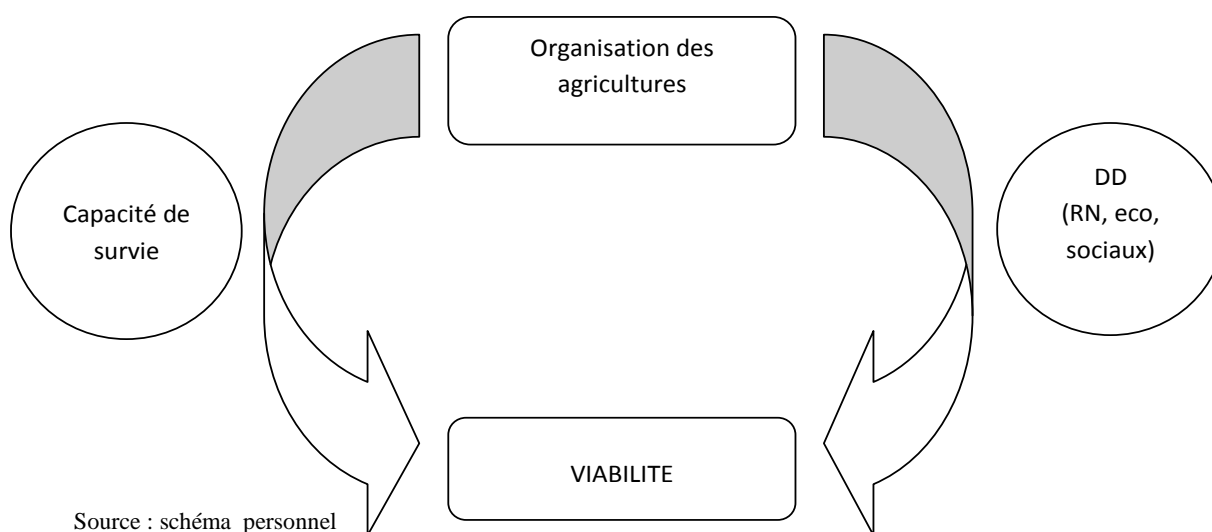 Organisation des
agricultures
Capacité de
survie
DD
(RN, eco,
sociaux)
VIABILITE
Source : schéma personnel